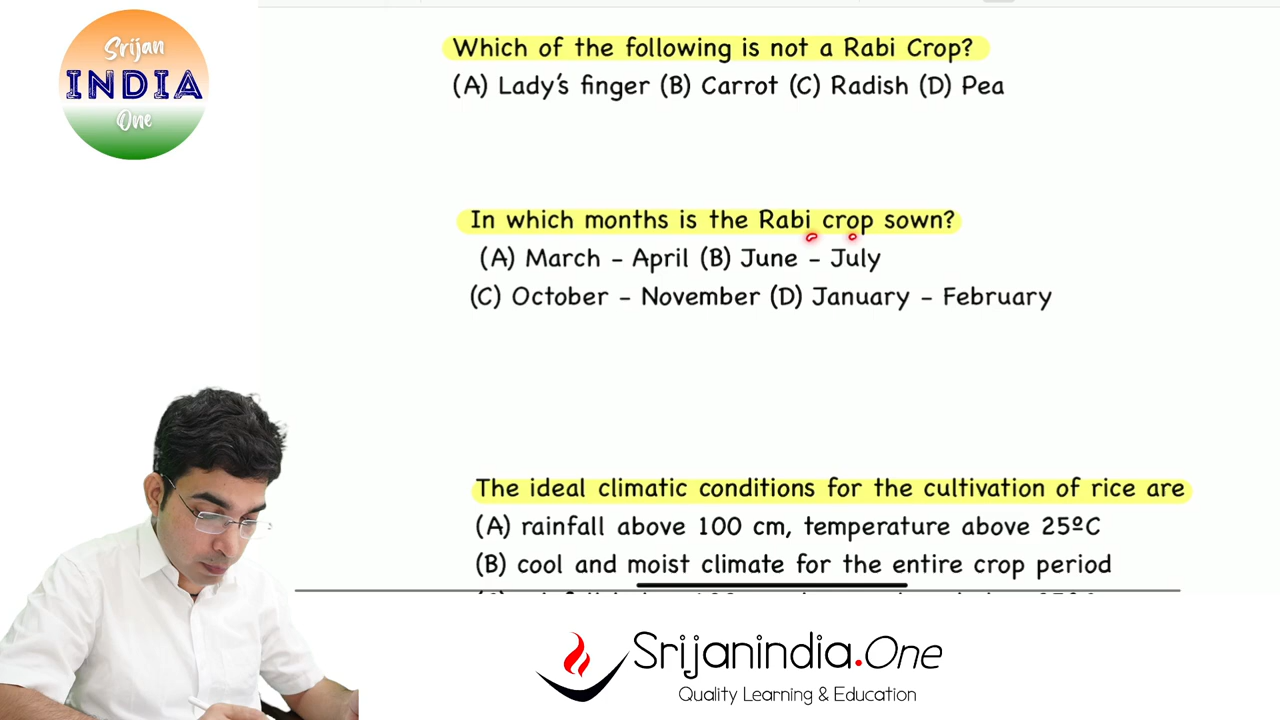 Srijan
INDIA
One
Which of the following is not a Rabi Crop?
(A) Lady's finger (B) Carrot (C) Radish (D) Pea
In which months is the Rabi crop sown?
(A) March - April (B) June - July
(C) October - November (D) January - February
The ideal climatic conditions for the cultivation of rice are
(A) rainfall above 100 cm, temperature above 25ºC
(B) cool and moist climate for the entire crop period
Srijanindia.One
Quality Learning & Education